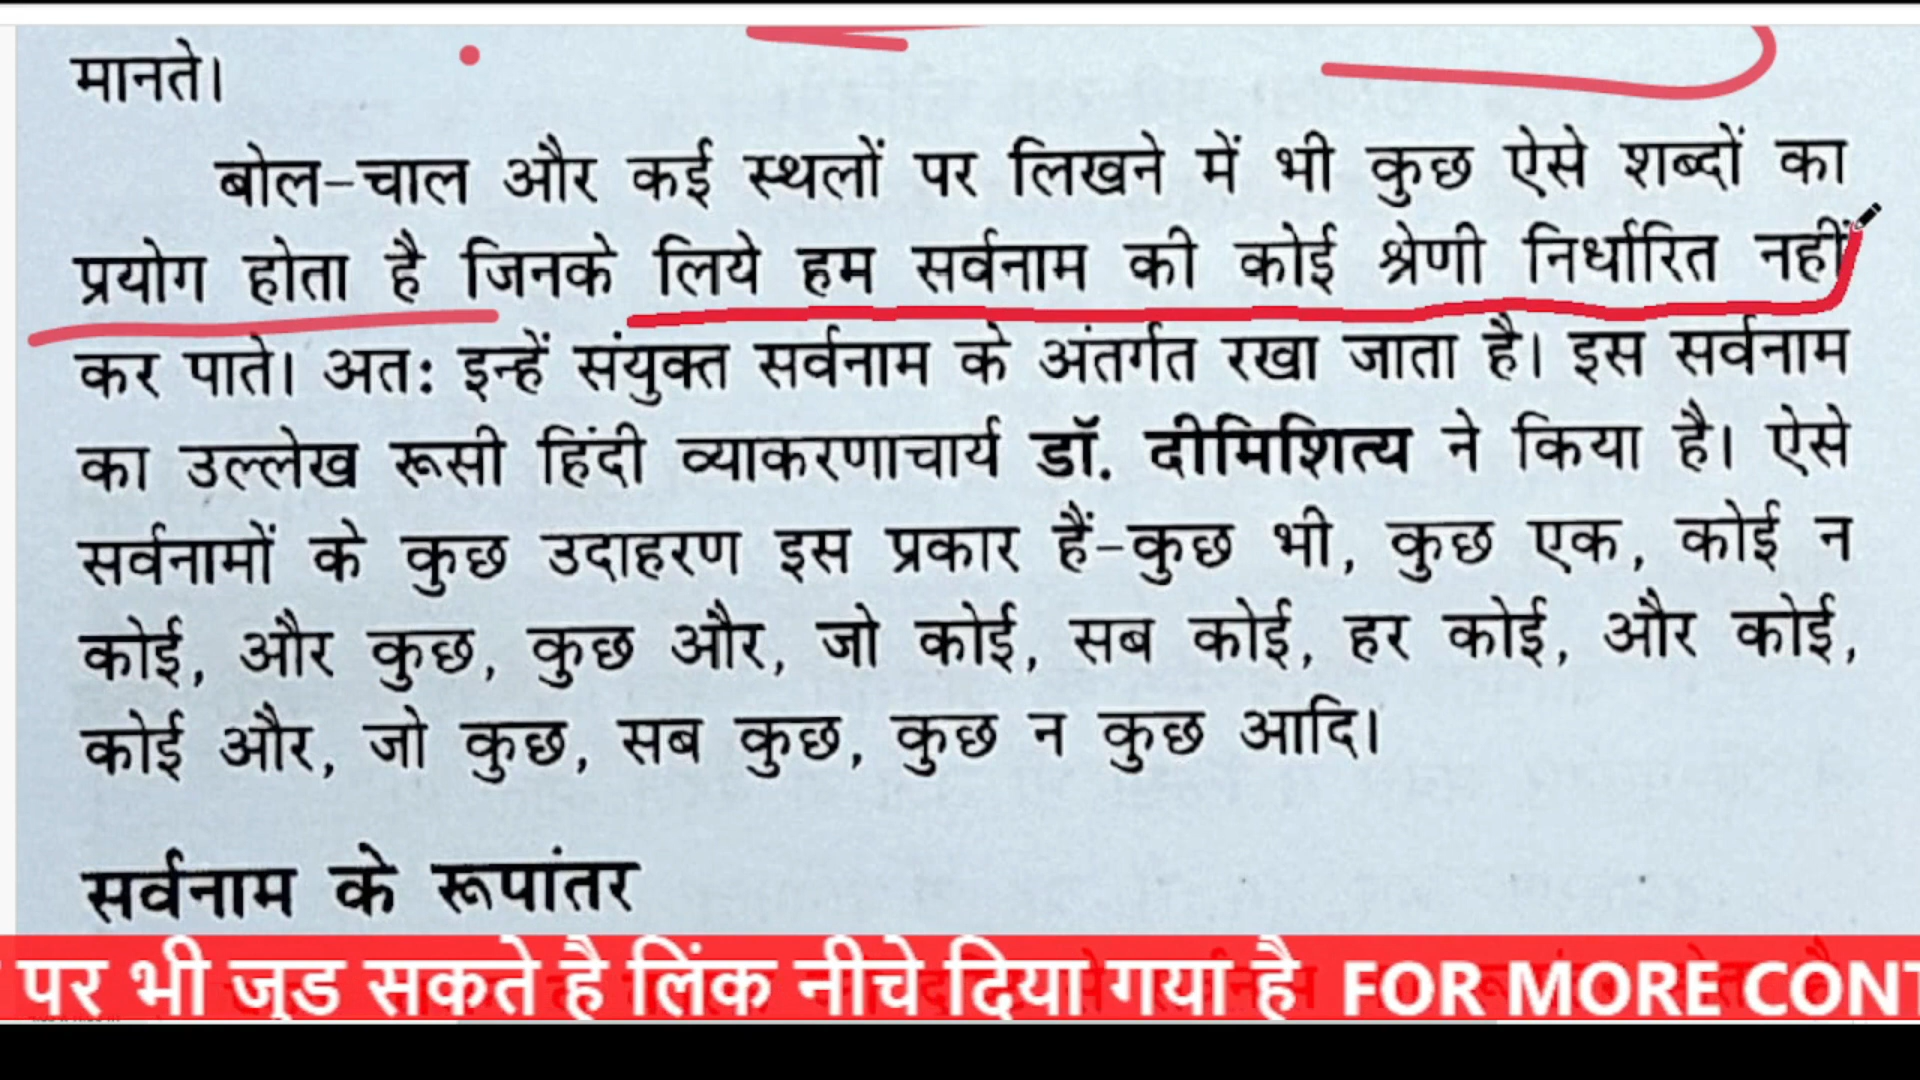 मानते।
बोल-चाल और कई स्थलों पर लिखने में भी कुछ ऐसे शब्दों का
प्रयोग होता है जिनके लिये हम सर्वनाम की कोई श्रेणी निर्धारित नहीं
कर पाते। अत: इन्हें संयुक्त सर्वनाम के अंतर्गत रखा जाता है। इस सर्वनाम
का उल्लेख रूसी हिंदी व्याकरणाचार्य डॉ. दीमिशित्य ने किया है। ऐसे
सर्वनामों के कुछ उदाहरण इस प्रकार हैं-कुछ भी, कुछ एक, कोई न
कोई, और कुछ, कुछ और, जो कोई, सब कोई, हर कोई, और कोई,
कोई और, जो कुछ, सब कुछ, कुछ न कुछ आदि।
सर्वनाम के रूपांतर
पर भी जुड सकते है लिंक नीचे दिया गया है FOR MORE CONT